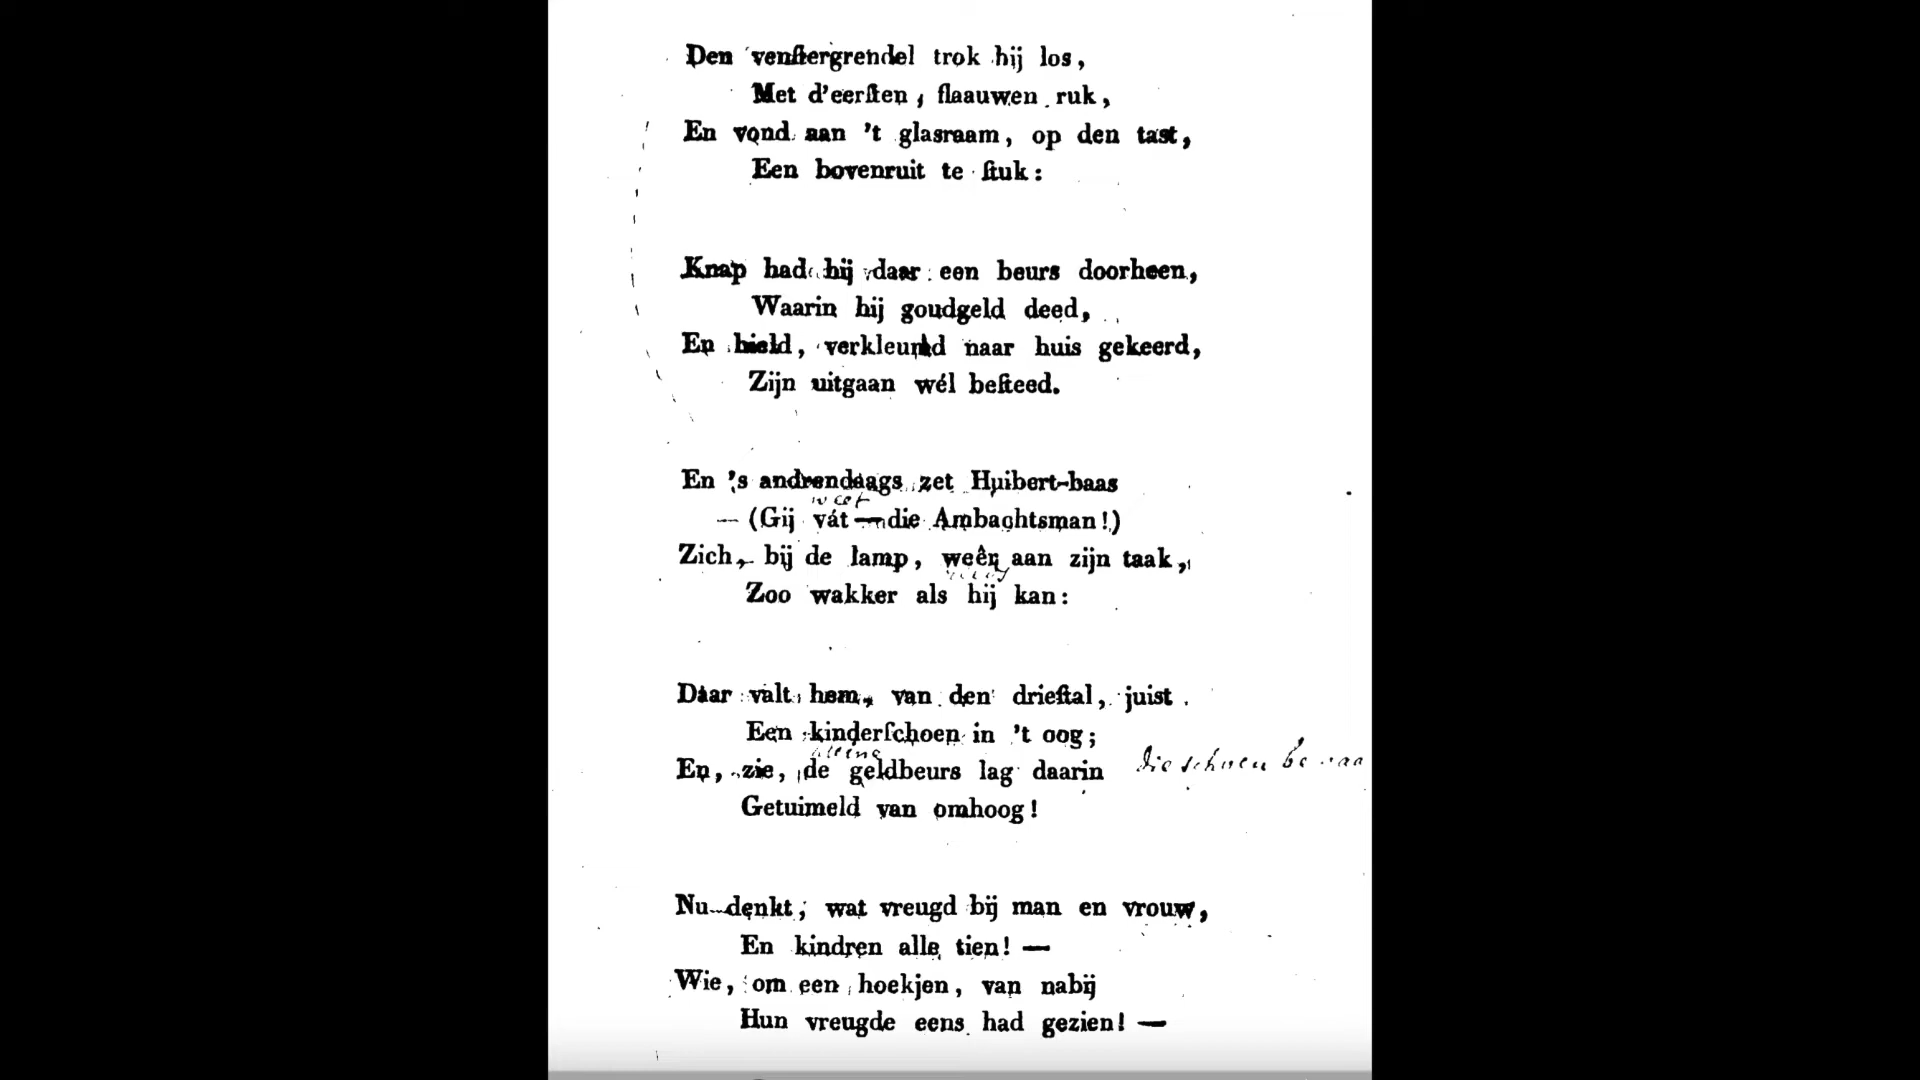 Den venſtergrendel trok hij los,
Met d'eerſten, flaauwen ruk,
En vond aan 't glasraam, op den tast,
Een bovenruit te ſtuk:
Knap had hij daar een beurs doorheen,
Waarin hij goudgeld deed,
En hield, verkleumd naar huis gekeerd,
Zijn uitgaan wél beſteed.
En 's andrendaags zet Huibert-baas
weet
— (Gij vát — die Ambachtsman!)
Zich, bij de lamp, weêr aan zijn taak,
Zoo wakker als hij kan:
Daar valt hem, van den drieſtal, juist
Een kinderſchoen in 't oog;
En, zie, de geldbeurs lag daarin
die schoen
Getuimeld van omhoog!
Nu denkt, wat vreugd bij man en vrouw,
En kindren alle tien! —
Wie, om een hoekjen, van nabij
Hun vreugde eens had gezien! —